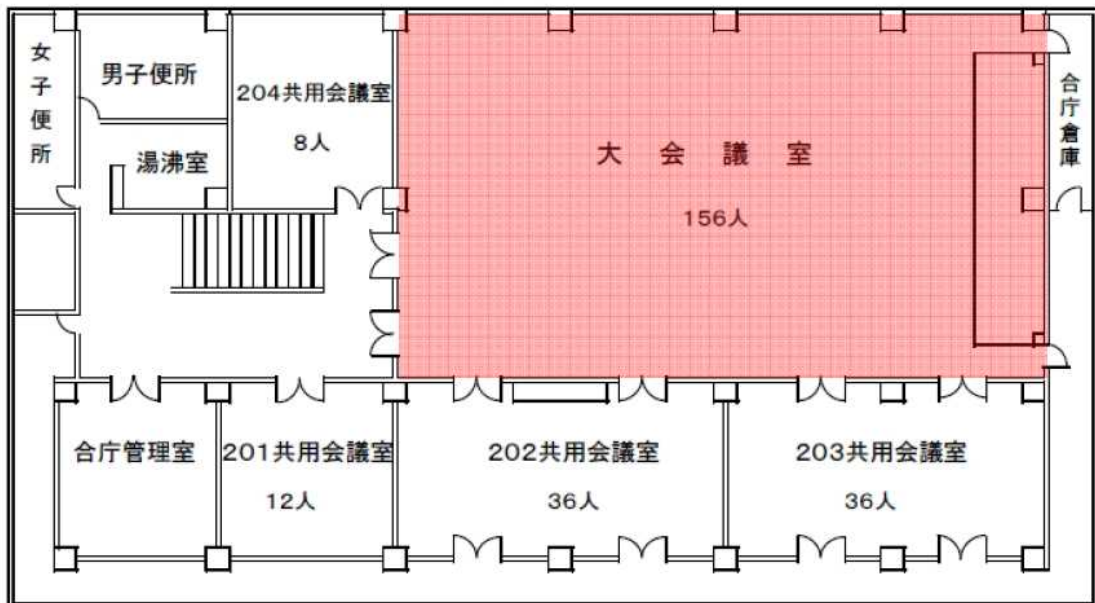 女子便所
男子便所
湯沸室
204共用会議室
8人
大会議室
156人
合庁倉庫
合庁管理室
201共用会議室
12人
202共用会議室
36人
203共用会議室
36人